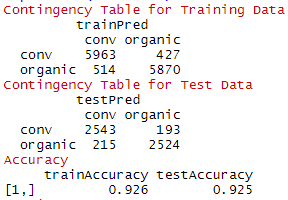 Contingency Table for Training Data
trainPred
conv organic
conv 5963 427
organic 514 5870
Contingency Table for Test Data
testPred
conv organic
conv 2543 193
organic 215 2524
Accuracy
trainAccuracy testAccuracy
[1,] 0.926 0.925